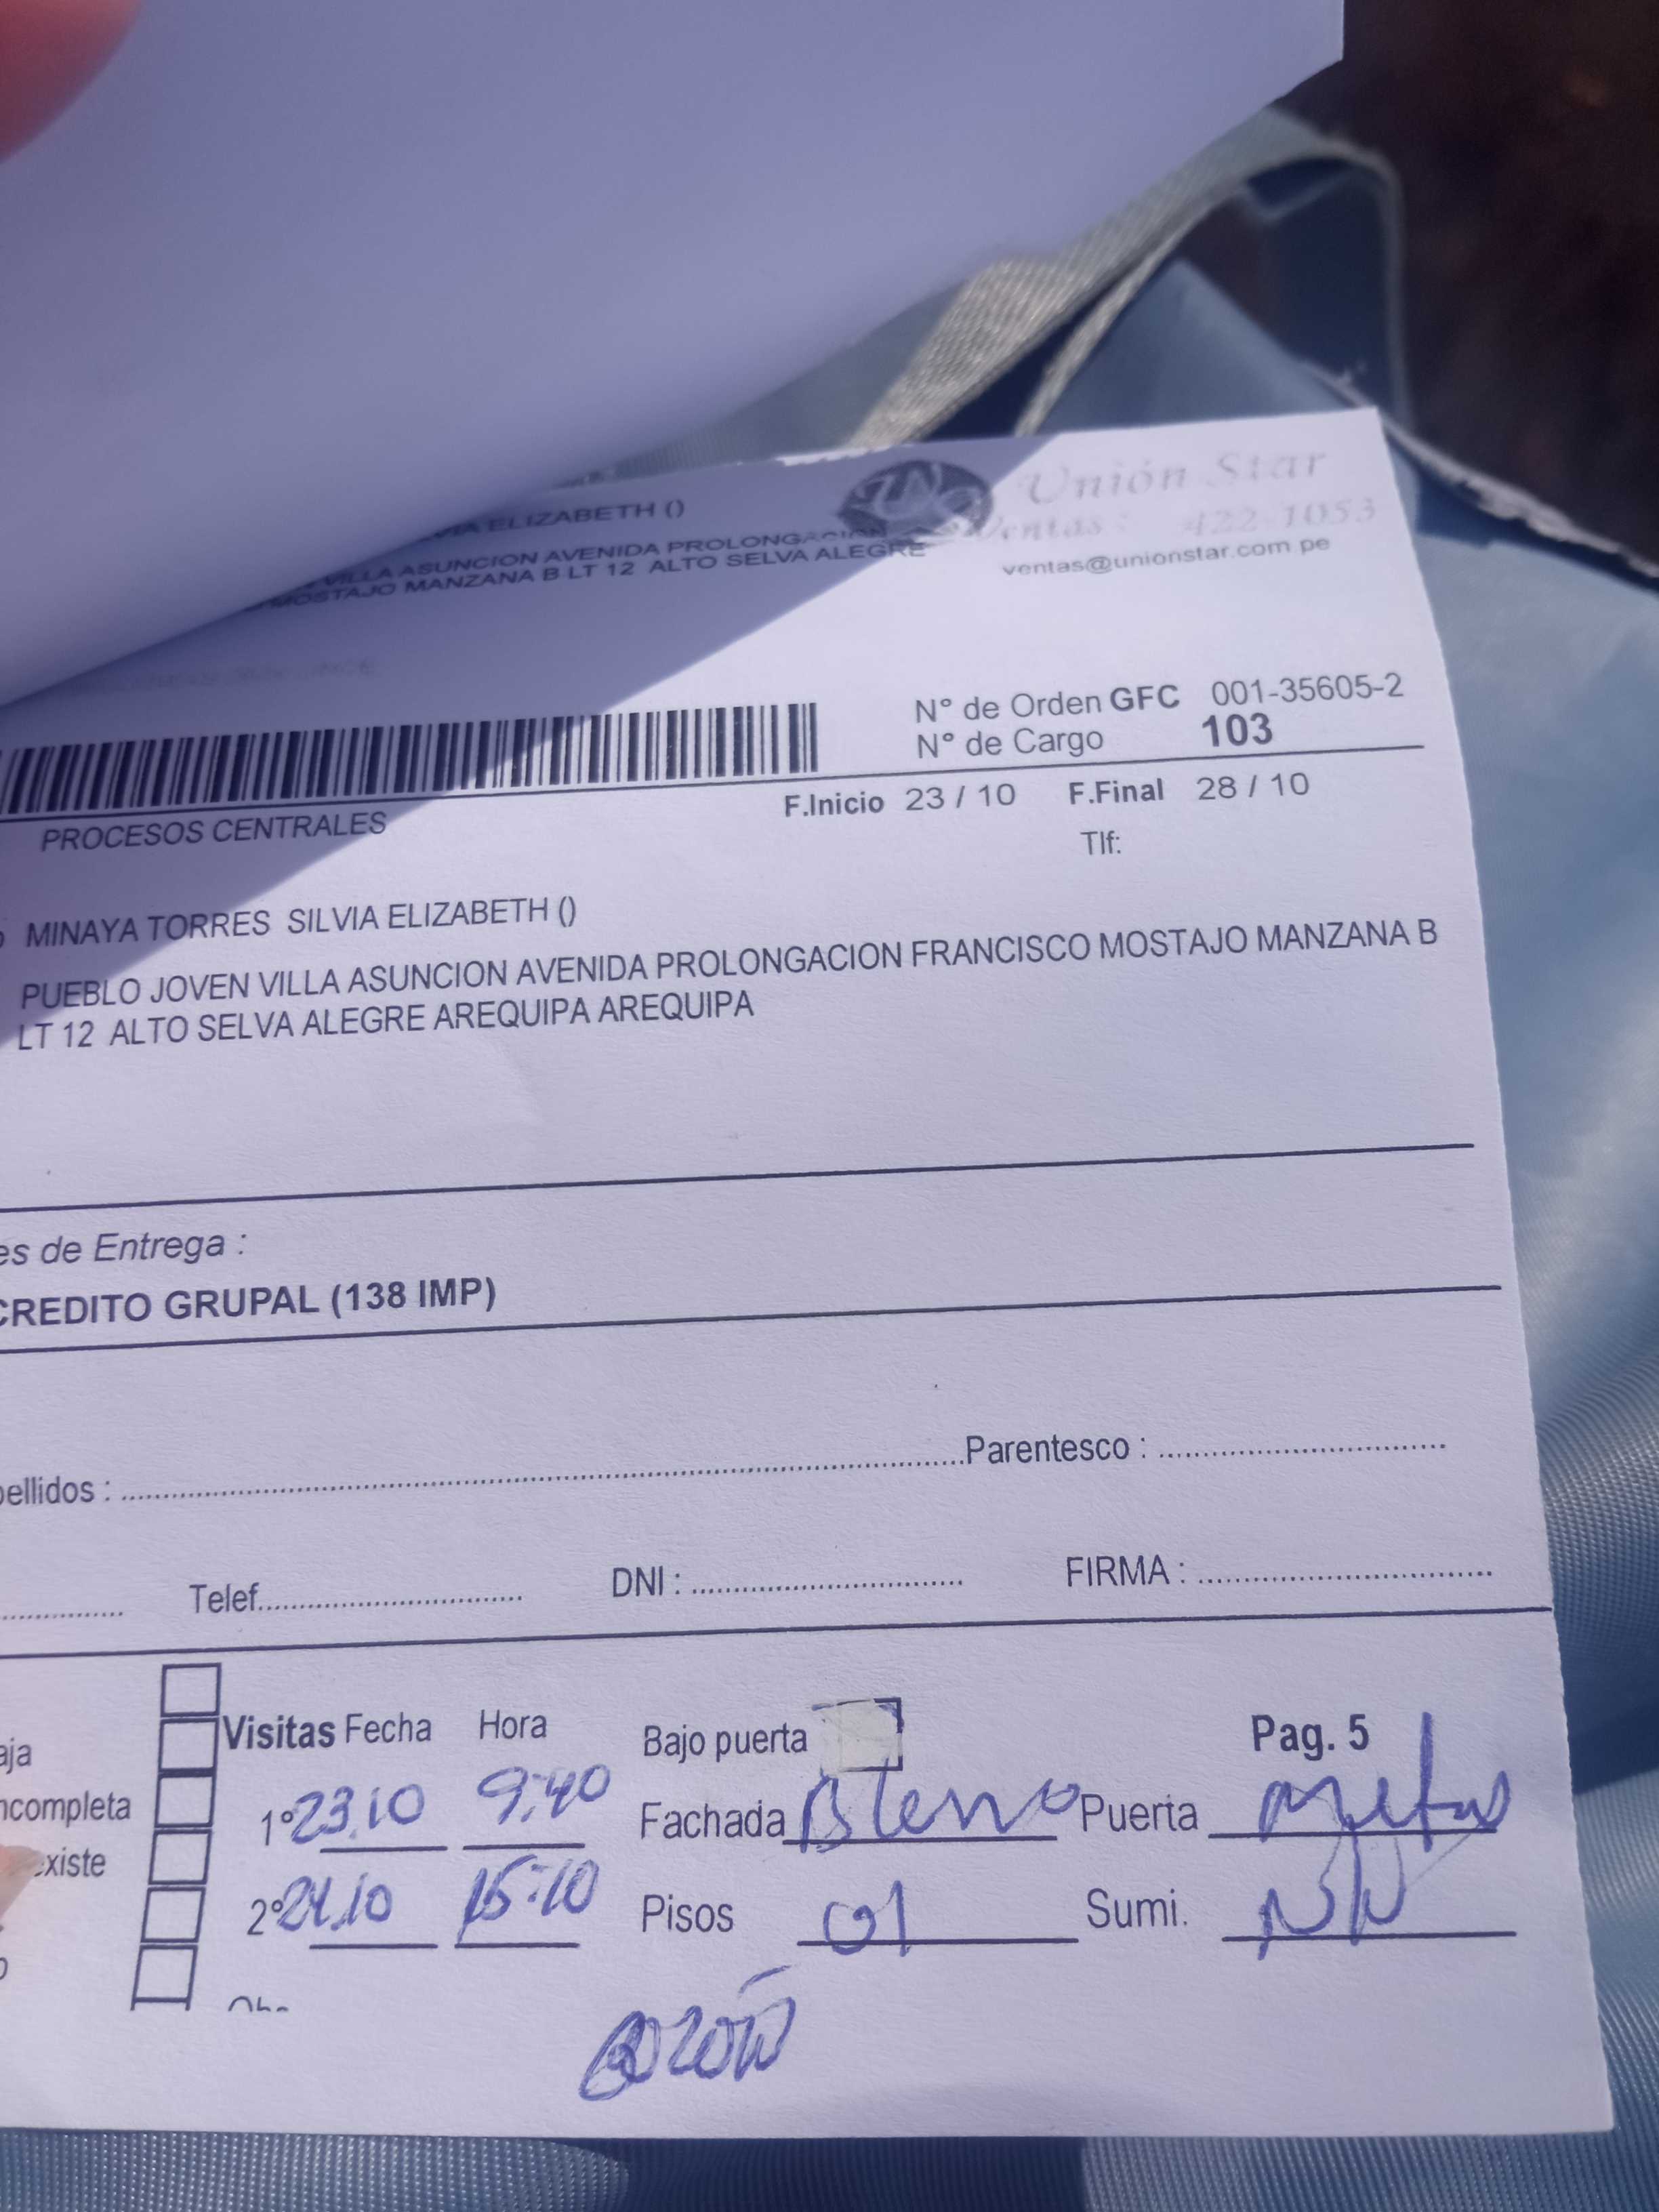 ELIZABETH ()
VILLA ASUNCION AVENIDA PROLONGACION
MOSTAJO MANZANA B LT 12 ALTO SELVA ALEGRE
Unión Star
Ventas : 422-1053
ventas@unionstar.com.pe
N° de Orden GFC 001-35605-2
N° de Cargo 103
PROCESOS CENTRALES
F.Inicio 23 / 10 F.Final 28 / 10
Tlf:
MINAYA TORRES SILVIA ELIZABETH ()
PUEBLO JOVEN VILLA ASUNCION AVENIDA PROLONGACION FRANCISCO MOSTAJO MANZANA B
LT 12 ALTO SELVA ALEGRE AREQUIPA AREQUIPA
es de Entrega :
CREDITO GRUPAL (138 IMP)
pellidos : Parentesco :
Telef. DNI : FIRMA :
Visitas Fecha Hora Bajo puerta Pag. 5
aja
ncompleta 1° 23.10 9:40 Fachada Puerta
existe
2° 24.10 15:10 Pisos 01 Sumi.